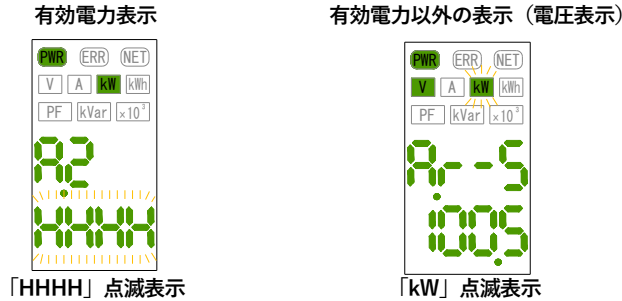 有効電力表示
PWR ERR NET
V A kW kWh
PF kVar ×10³
A.2
HHHH
「HHHH」点滅表示
有効電力以外の表示（電圧表示）
PWR ERR NET
V A kW kWh
PF kVar ×10³
A.r--S
100.5
「kW」点滅表示